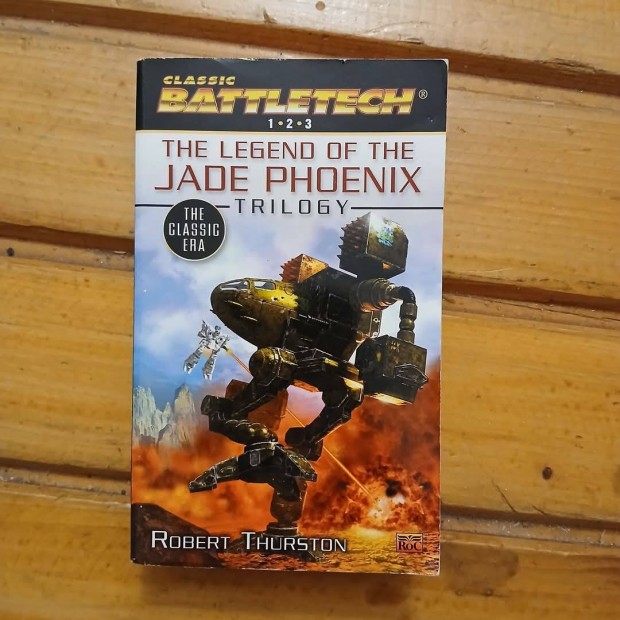 CLASSIC
BATTLETECH®
1•2•3
THE LEGEND OF THE
JADE PHOENIX
TRILOGY
THE
CLASSIC
ERA
ROBERT THURSTON
ROC